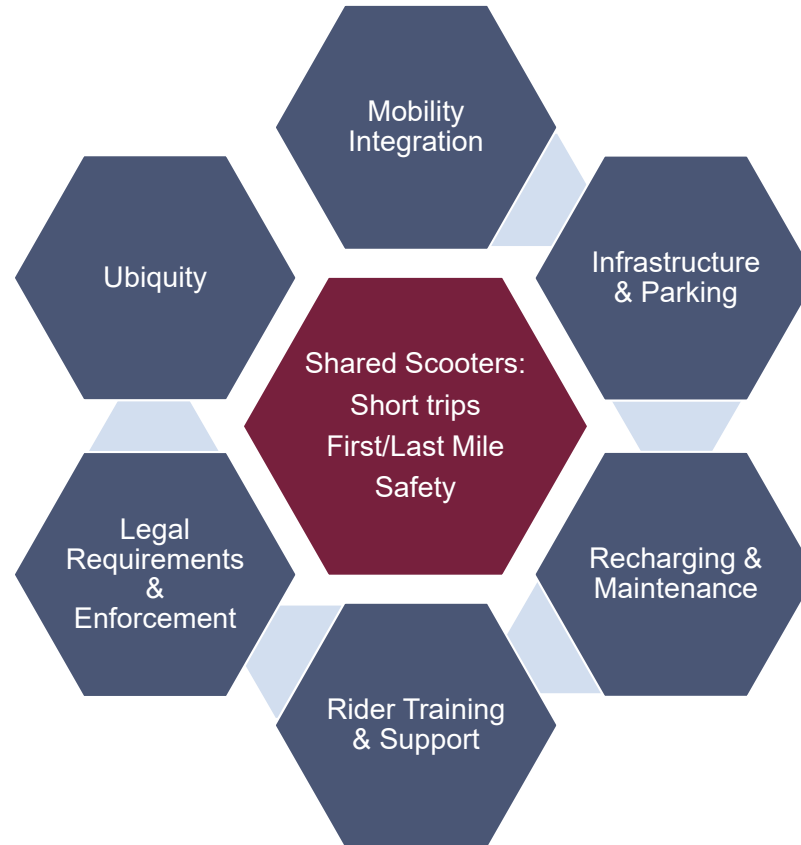 Mobility
Integration
Infrastructure
& Parking
Ubiquity
Shared Scooters:
Short trips
First/Last Mile
Safety
Legal
Requirements
&
Enforcement
Recharging &
Maintenance
Rider Training
& Support